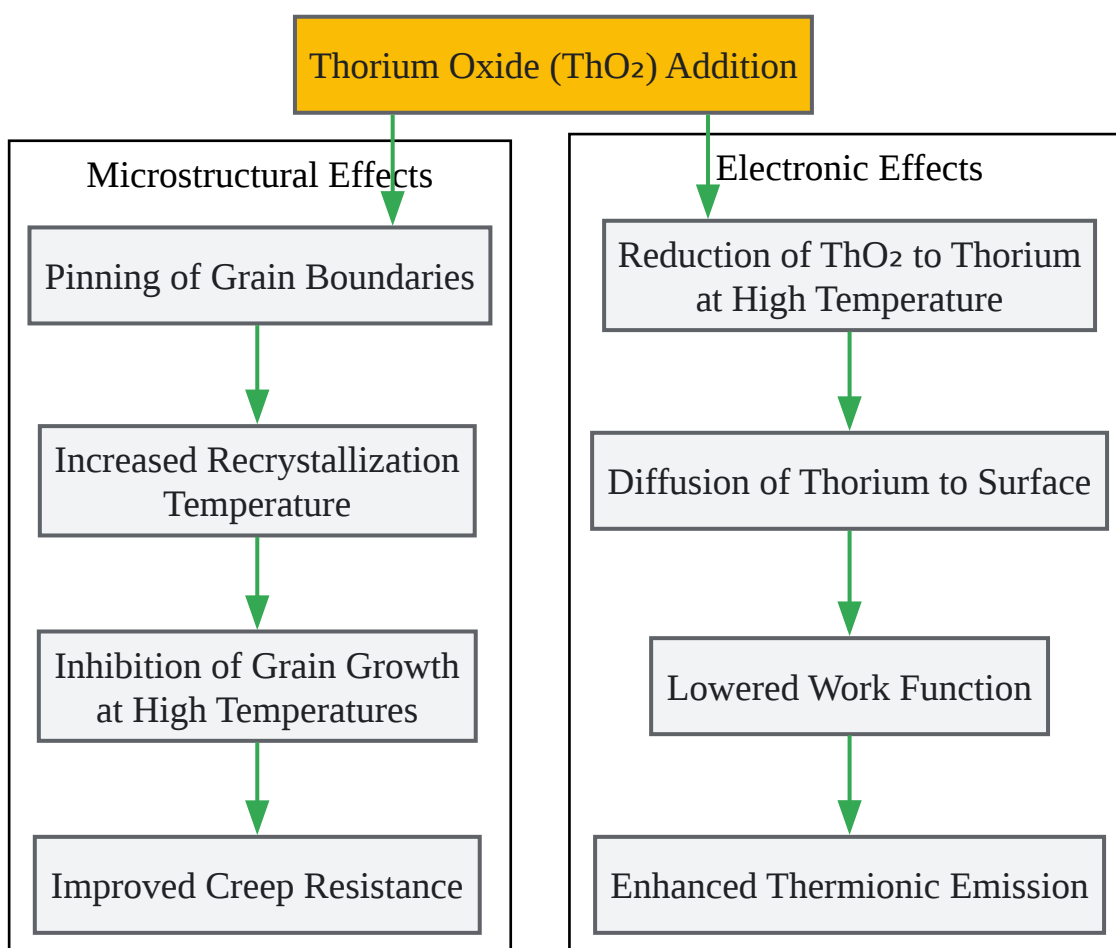 Thorium Oxide (ThO₂) Addition
Microstructural Effects
Pinning of Grain Boundaries
Increased Recrystallization
Temperature
Inhibition of Grain Growth
at High Temperatures
Improved Creep Resistance
Electronic Effects
Reduction of ThO₂ to Thorium
at High Temperature
Diffusion of Thorium to Surface
Lowered Work Function
Enhanced Thermionic Emission